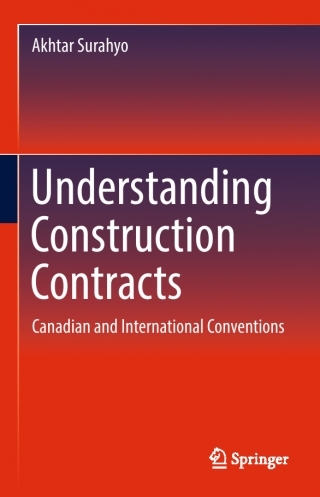 Akhtar Surahyo
Understanding
Construction
Contracts
Canadian and International Conventions
Springer